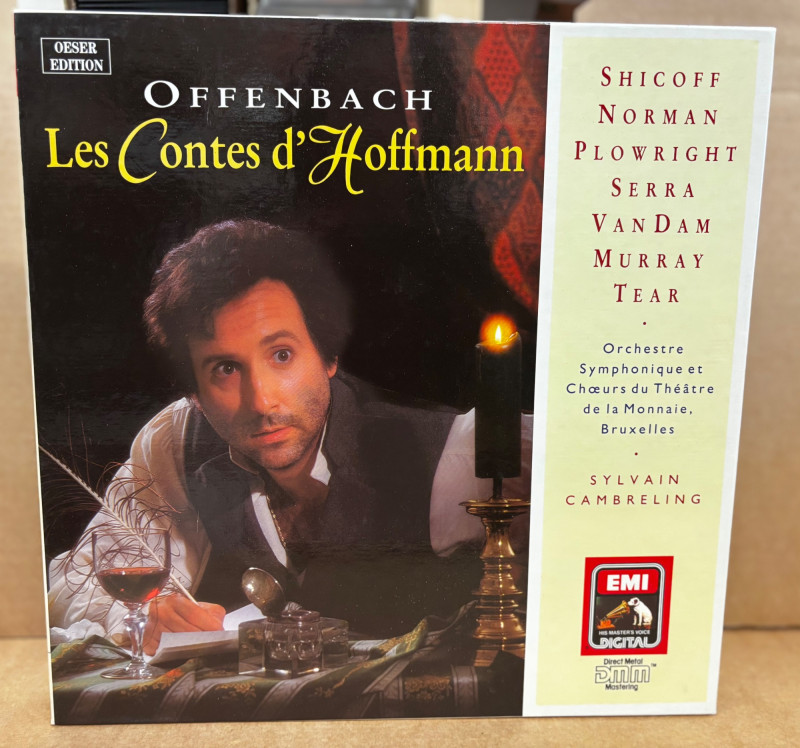 OESER
EDITION
OFFENBACH
Les Contes d'Hoffmann
SHICOFF
NORMAN
PLOWRIGHT
SERRA
VAN DAM
MURRAY
TEAR
·
Orchestre
Symphonique et
Chœurs du Théâtre
de la Monnaie,
Bruxelles
·
SYLVAIN
CAMBRELING
EMI
HIS MASTER'S VOICE
DIGITAL
Direct Metal
DMM™
Mastering